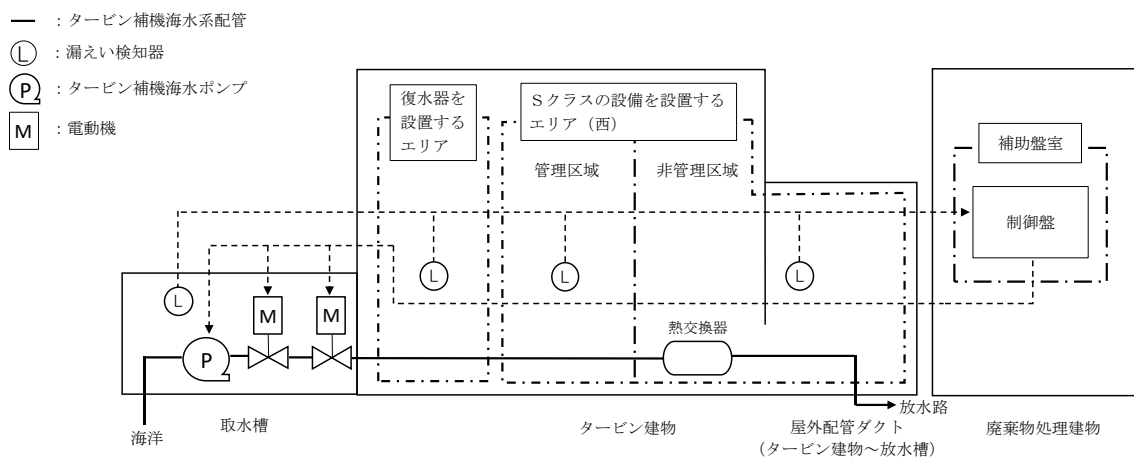 ：タービン補機海水系配管
L
：漏えい検知器
P
：タービン補機海水ポンプ
M
：電動機
復水器を
設置する
エリア
Ｓクラスの設備を設置する
エリア（西）
管理区域
非管理区域
補助盤室
制御盤
L
L
L
L
M
M
P
熱交換器
海洋
取水槽
タービン建物
放水路
屋外配管ダクト
（タービン建物～放水槽）
廃棄物処理建物